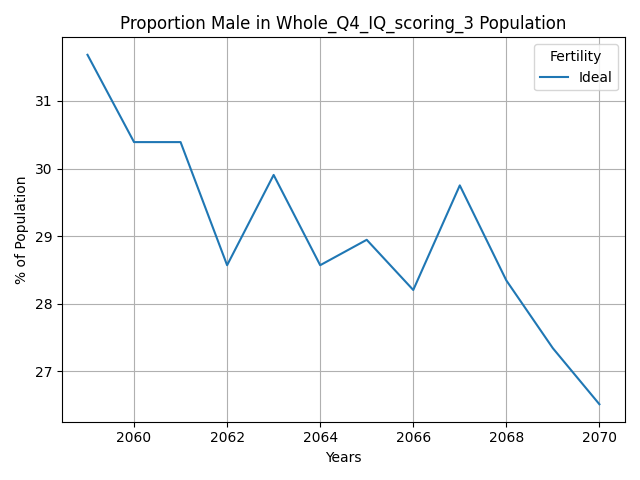 Proportion Male in Whole_Q4_IQ_scoring_3 Population
Fertility
Ideal
% of Population
31
30
29
28
27
2060 2062 2064 2066 2068 2070
Years